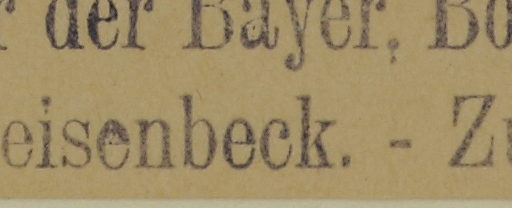 der Bayer.
eisenbeck. -